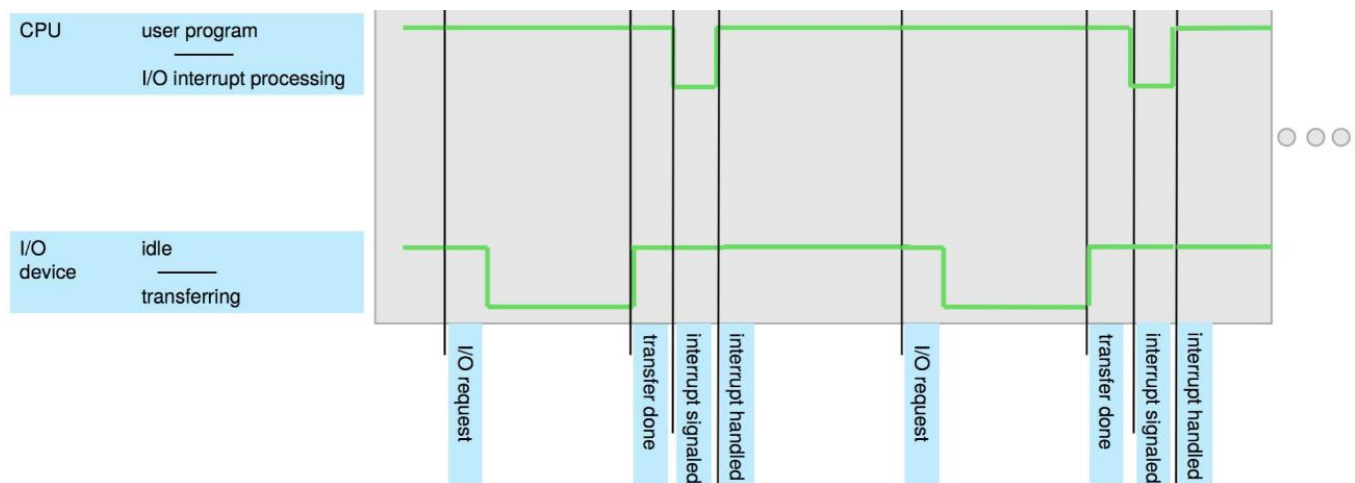 CPU
user program
I/O interrupt processing
I/O
device
idle
transferring
I/O request
transfer done
interrupt signaled
interrupt handled
I/O request
transfer done
interrupt signaled
interrupt handled